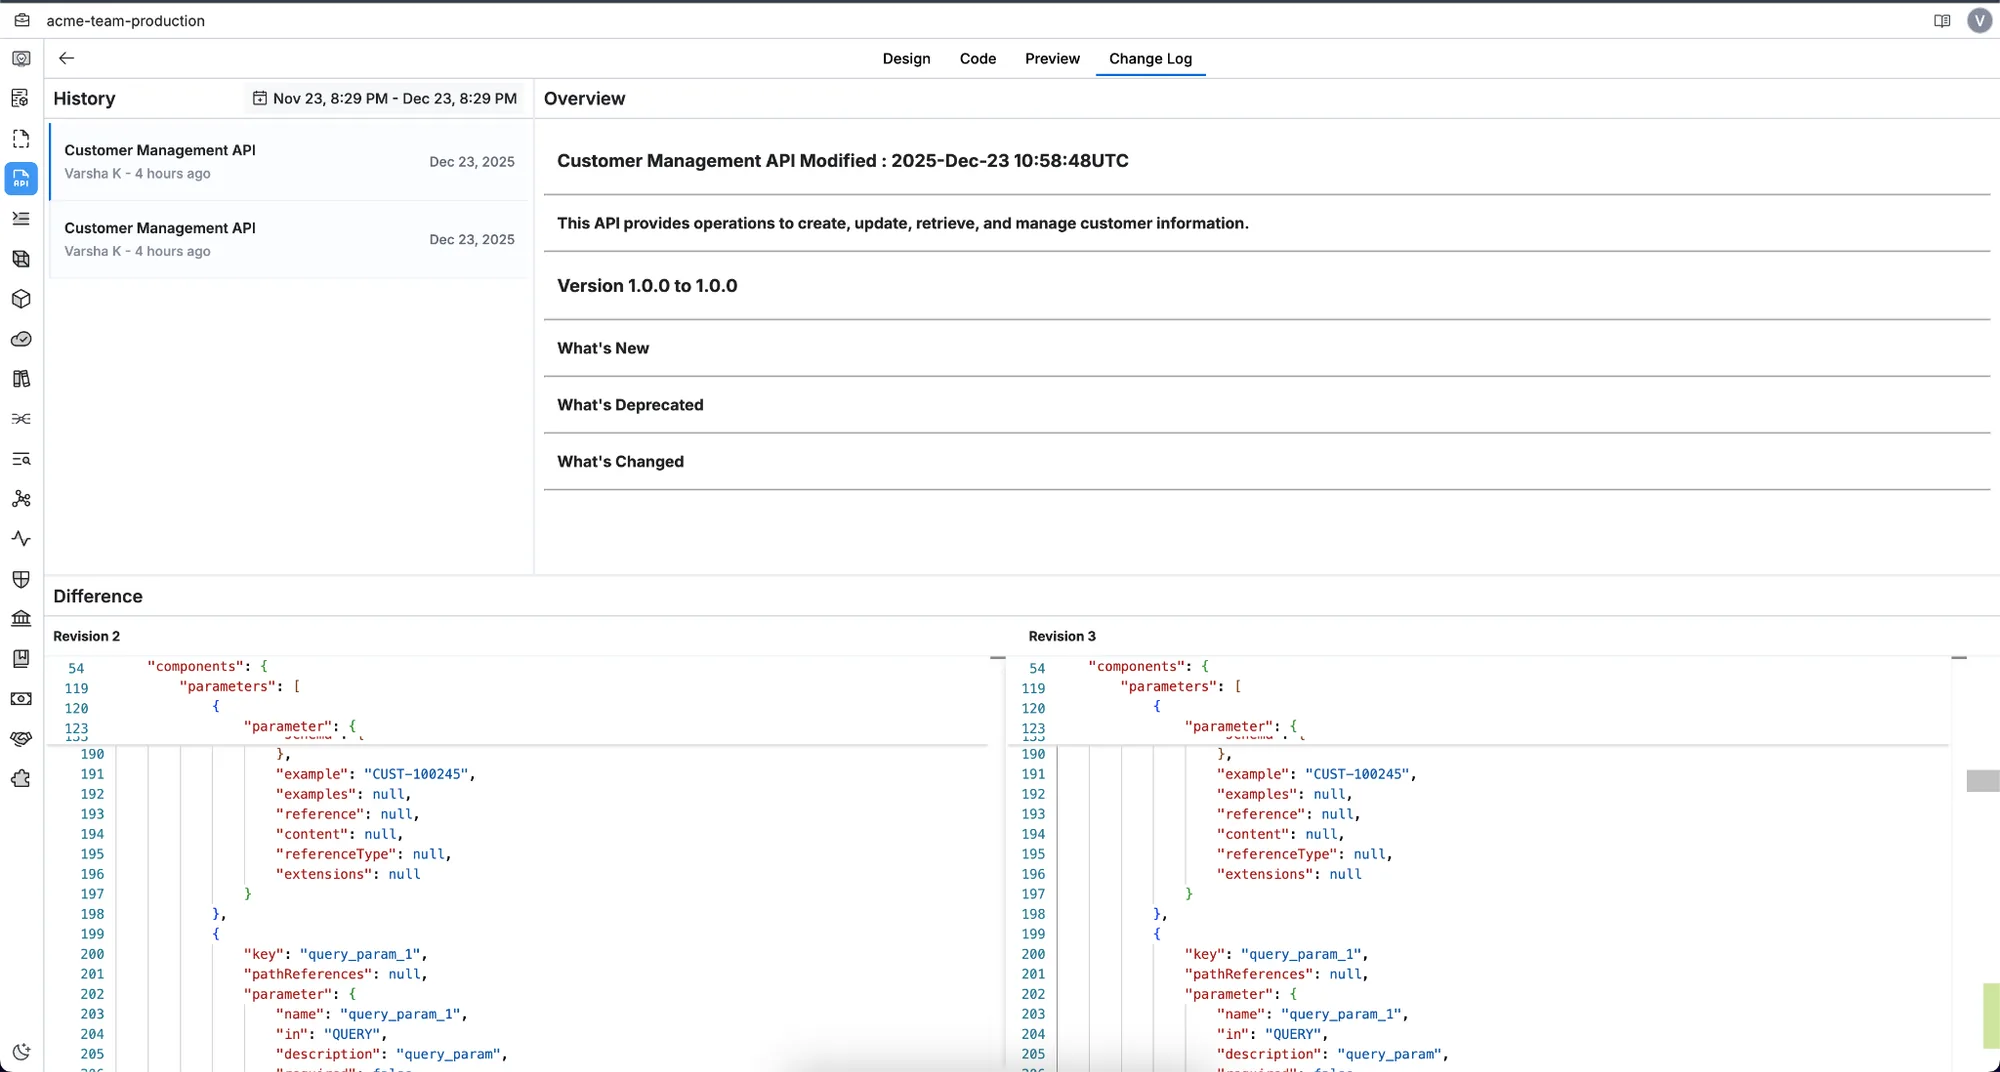 acme-team-production
V
Design Code Preview Change Log
History
Nov 23, 8:29 PM - Dec 23, 8:29 PM
Overview
API
Customer Management API
Varsha K - 4 hours ago
Dec 23, 2025
Customer Management API
Varsha K - 4 hours ago
Dec 23, 2025
Customer Management API Modified : 2025-Dec-23 10:58:48UTC
This API provides operations to create, update, retrieve, and manage customer information.
Version 1.0.0 to 1.0.0
What's New
What's Deprecated
What's Changed
Difference
Revision 2
54 "components": {
119 "parameters": [
120 {
123 "parameter": {
190 },
191 "example": "CUST-100245",
192 "examples": null,
193 "reference": null,
194 "content": null,
195 "referenceType": null,
196 "extensions": null
197 }
198 },
199 {
200 "key": "query_param_1",
201 "pathReferences": null,
202 "parameter": {
203 "name": "query_param_1",
204 "in": "QUERY",
205 "description": "query_param",
Revision 3
54 "components": {
119 "parameters": [
120 {
123 "parameter": {
190 },
191 "example": "CUST-100245",
192 "examples": null,
193 "reference": null,
194 "content": null,
195 "referenceType": null,
196 "extensions": null
197 }
198 },
199 {
200 "key": "query_param_1",
201 "pathReferences": null,
202 "parameter": {
203 "name": "query_param_1",
204 "in": "QUERY",
205 "description": "query_param",